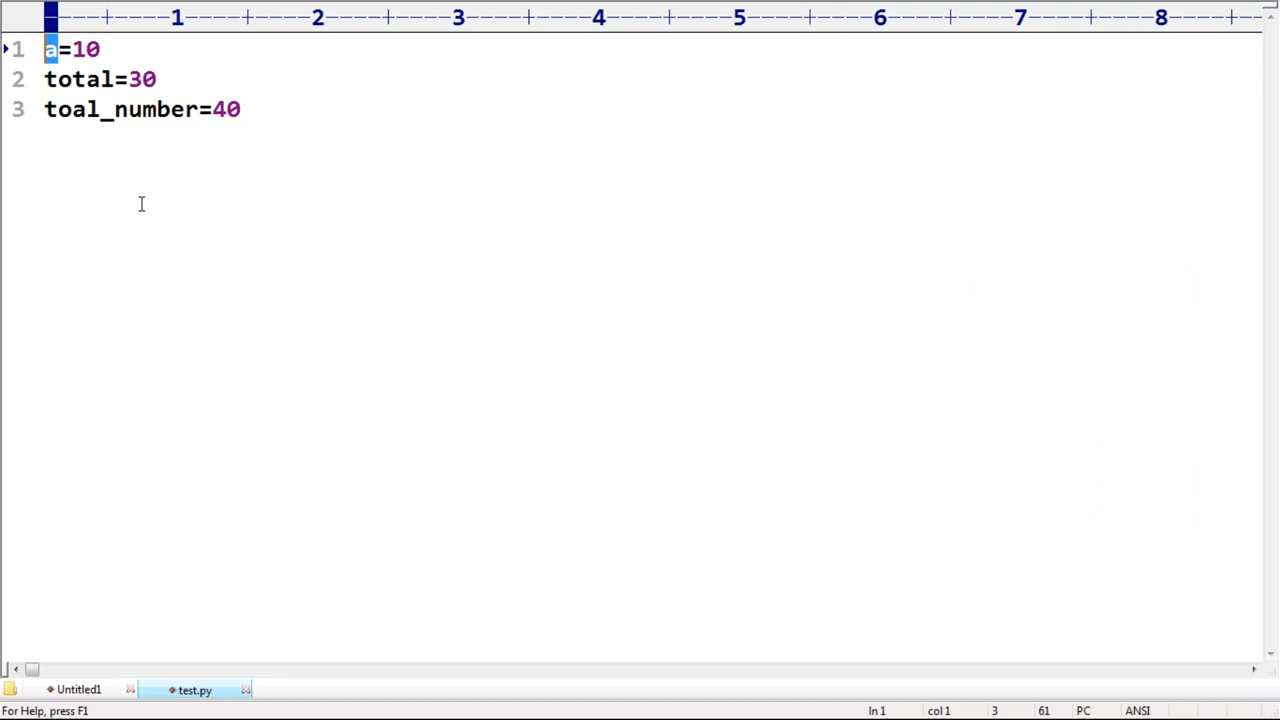 1 2 3 4 5 6 7 8
1 a=10
2 total=30
3 toal_number=40
Untitled1 test.py
For Help, press F1 ln 1 col 1 3 61 PC ANSI